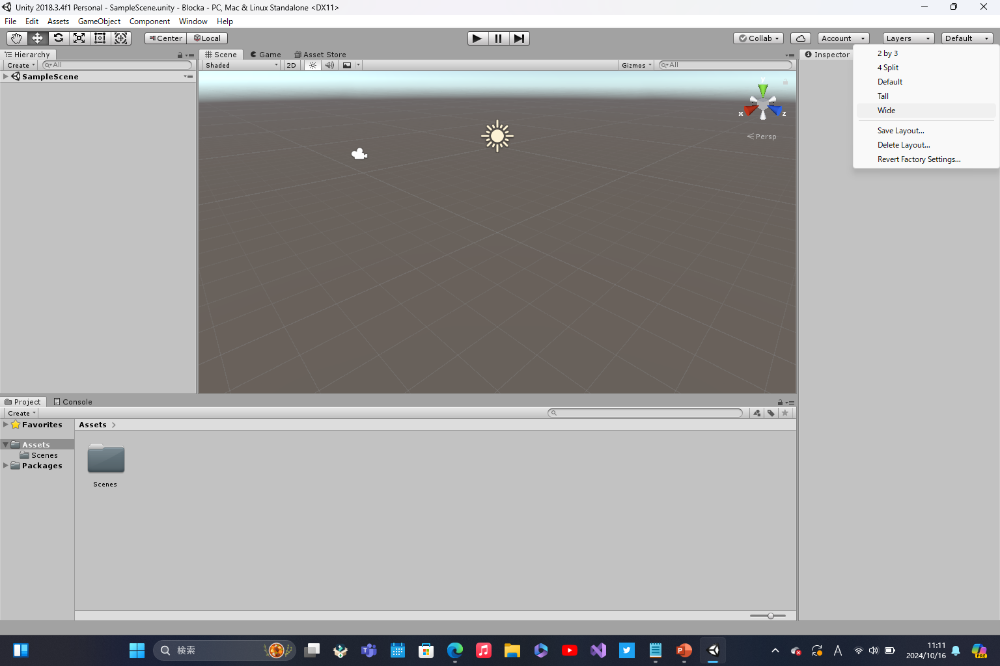 Unity 2018.3.4f1 Personal - SampleScene.unity - Blocka - PC, Mac & Linux Standalone <DX11>
File Edit Assets GameObject Component Window Help
Center Local Collab Account Layers Default
Hierarchy
Create All
SampleScene
Scene Game Asset Store
Shaded 2D Gizmos All
y
x
z
Persp
Inspector
2 by 3
4 Split
Default
Tall
Wide
Save Layout...
Delete Layout...
Revert Factory Settings...
Project Console
Create
Favorites
Assets
Scenes
Packages
Assets
Scenes
検索
A
11:11
2024/10/16
PRE